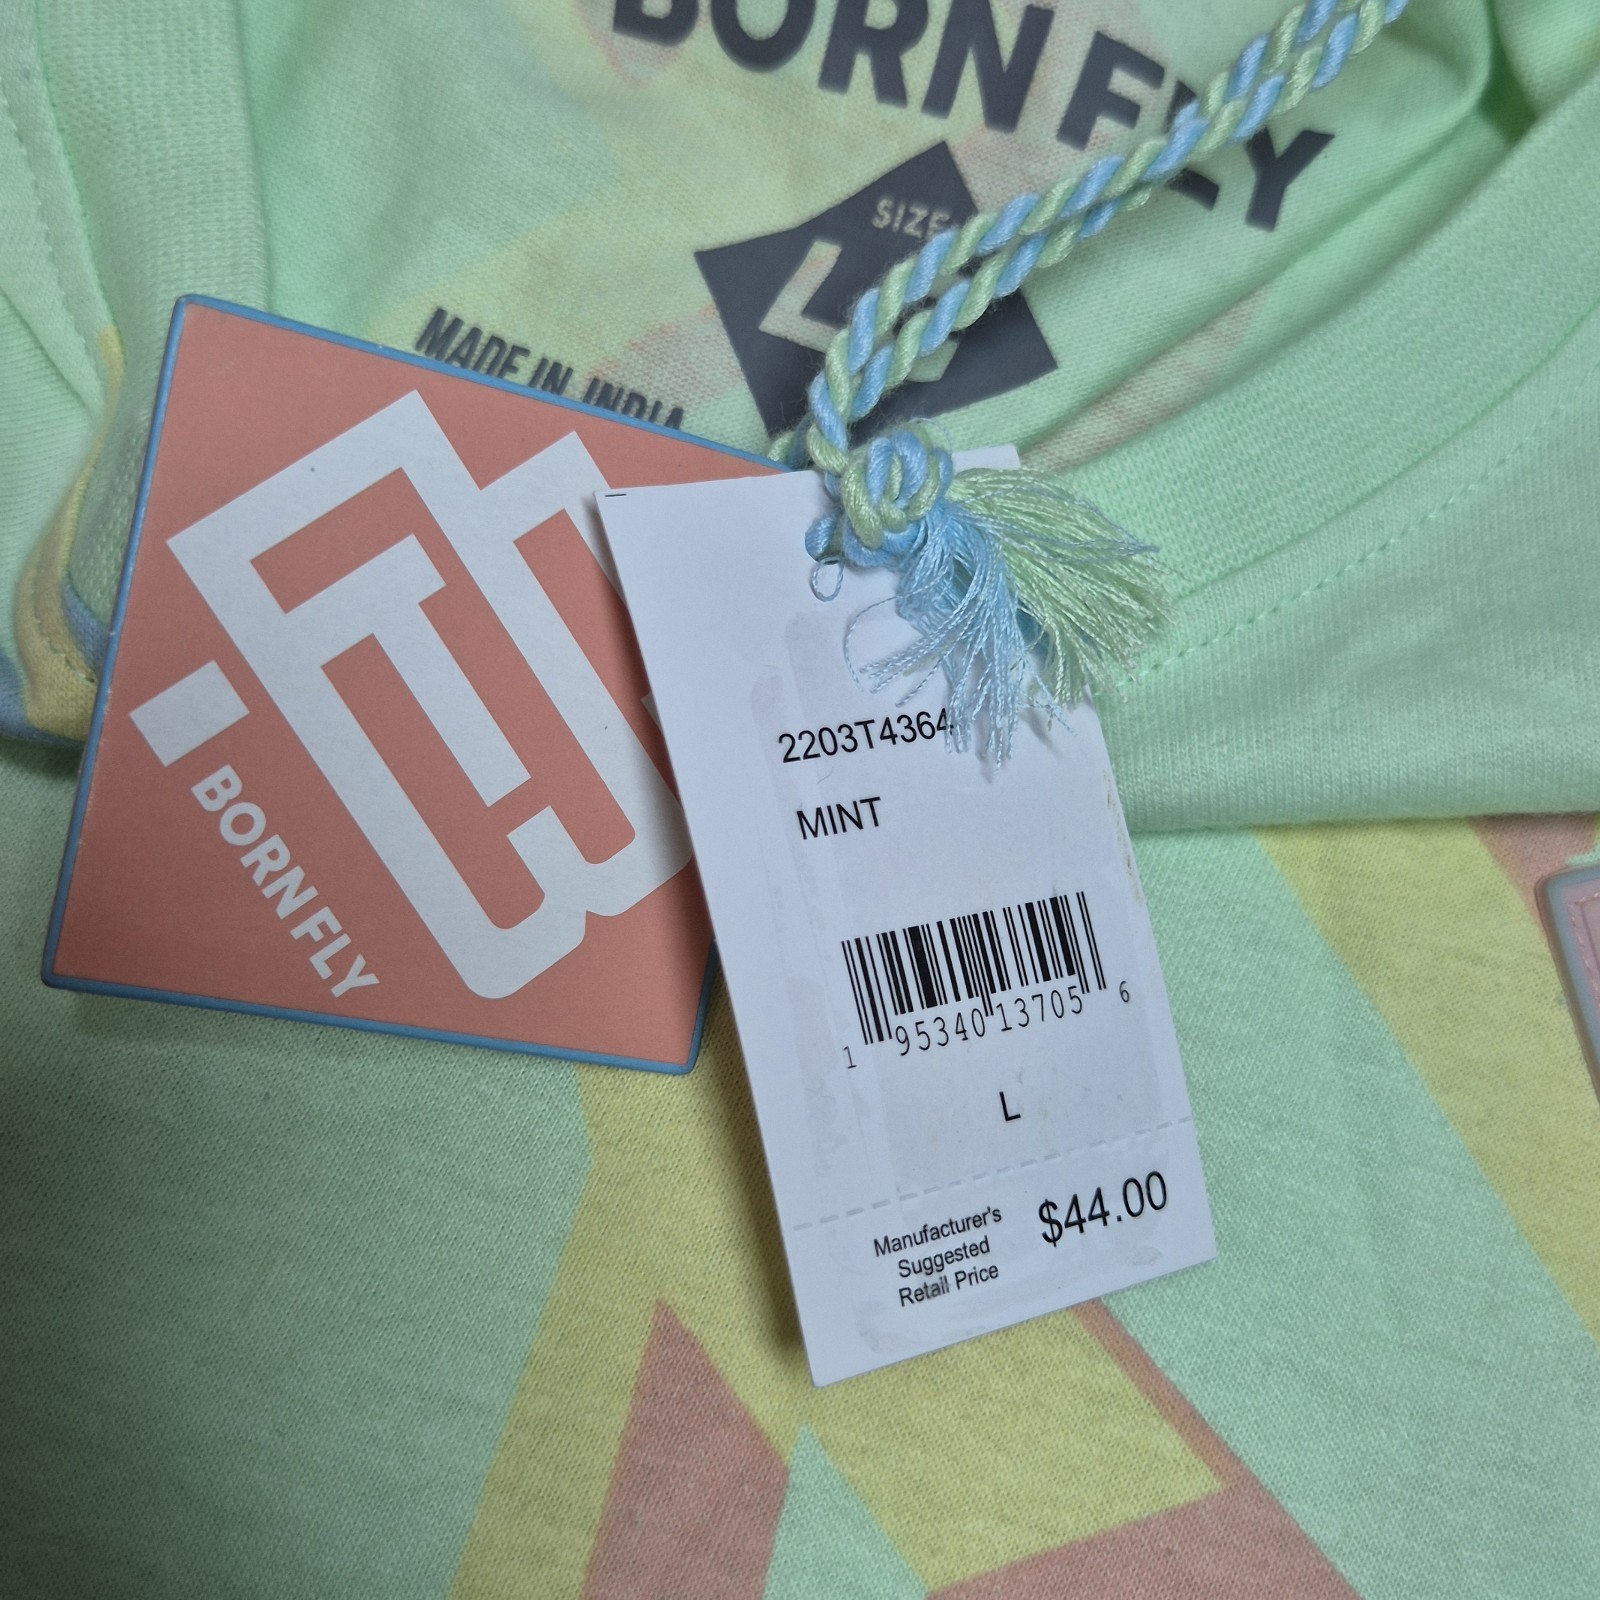 BORN FLY
SIZE:
L
MADE IN INDIA
BORN FLY
2203T4364
MINT
1 95340 13705 6
L
Manufacturer's
Suggested
Retail Price
$44.00